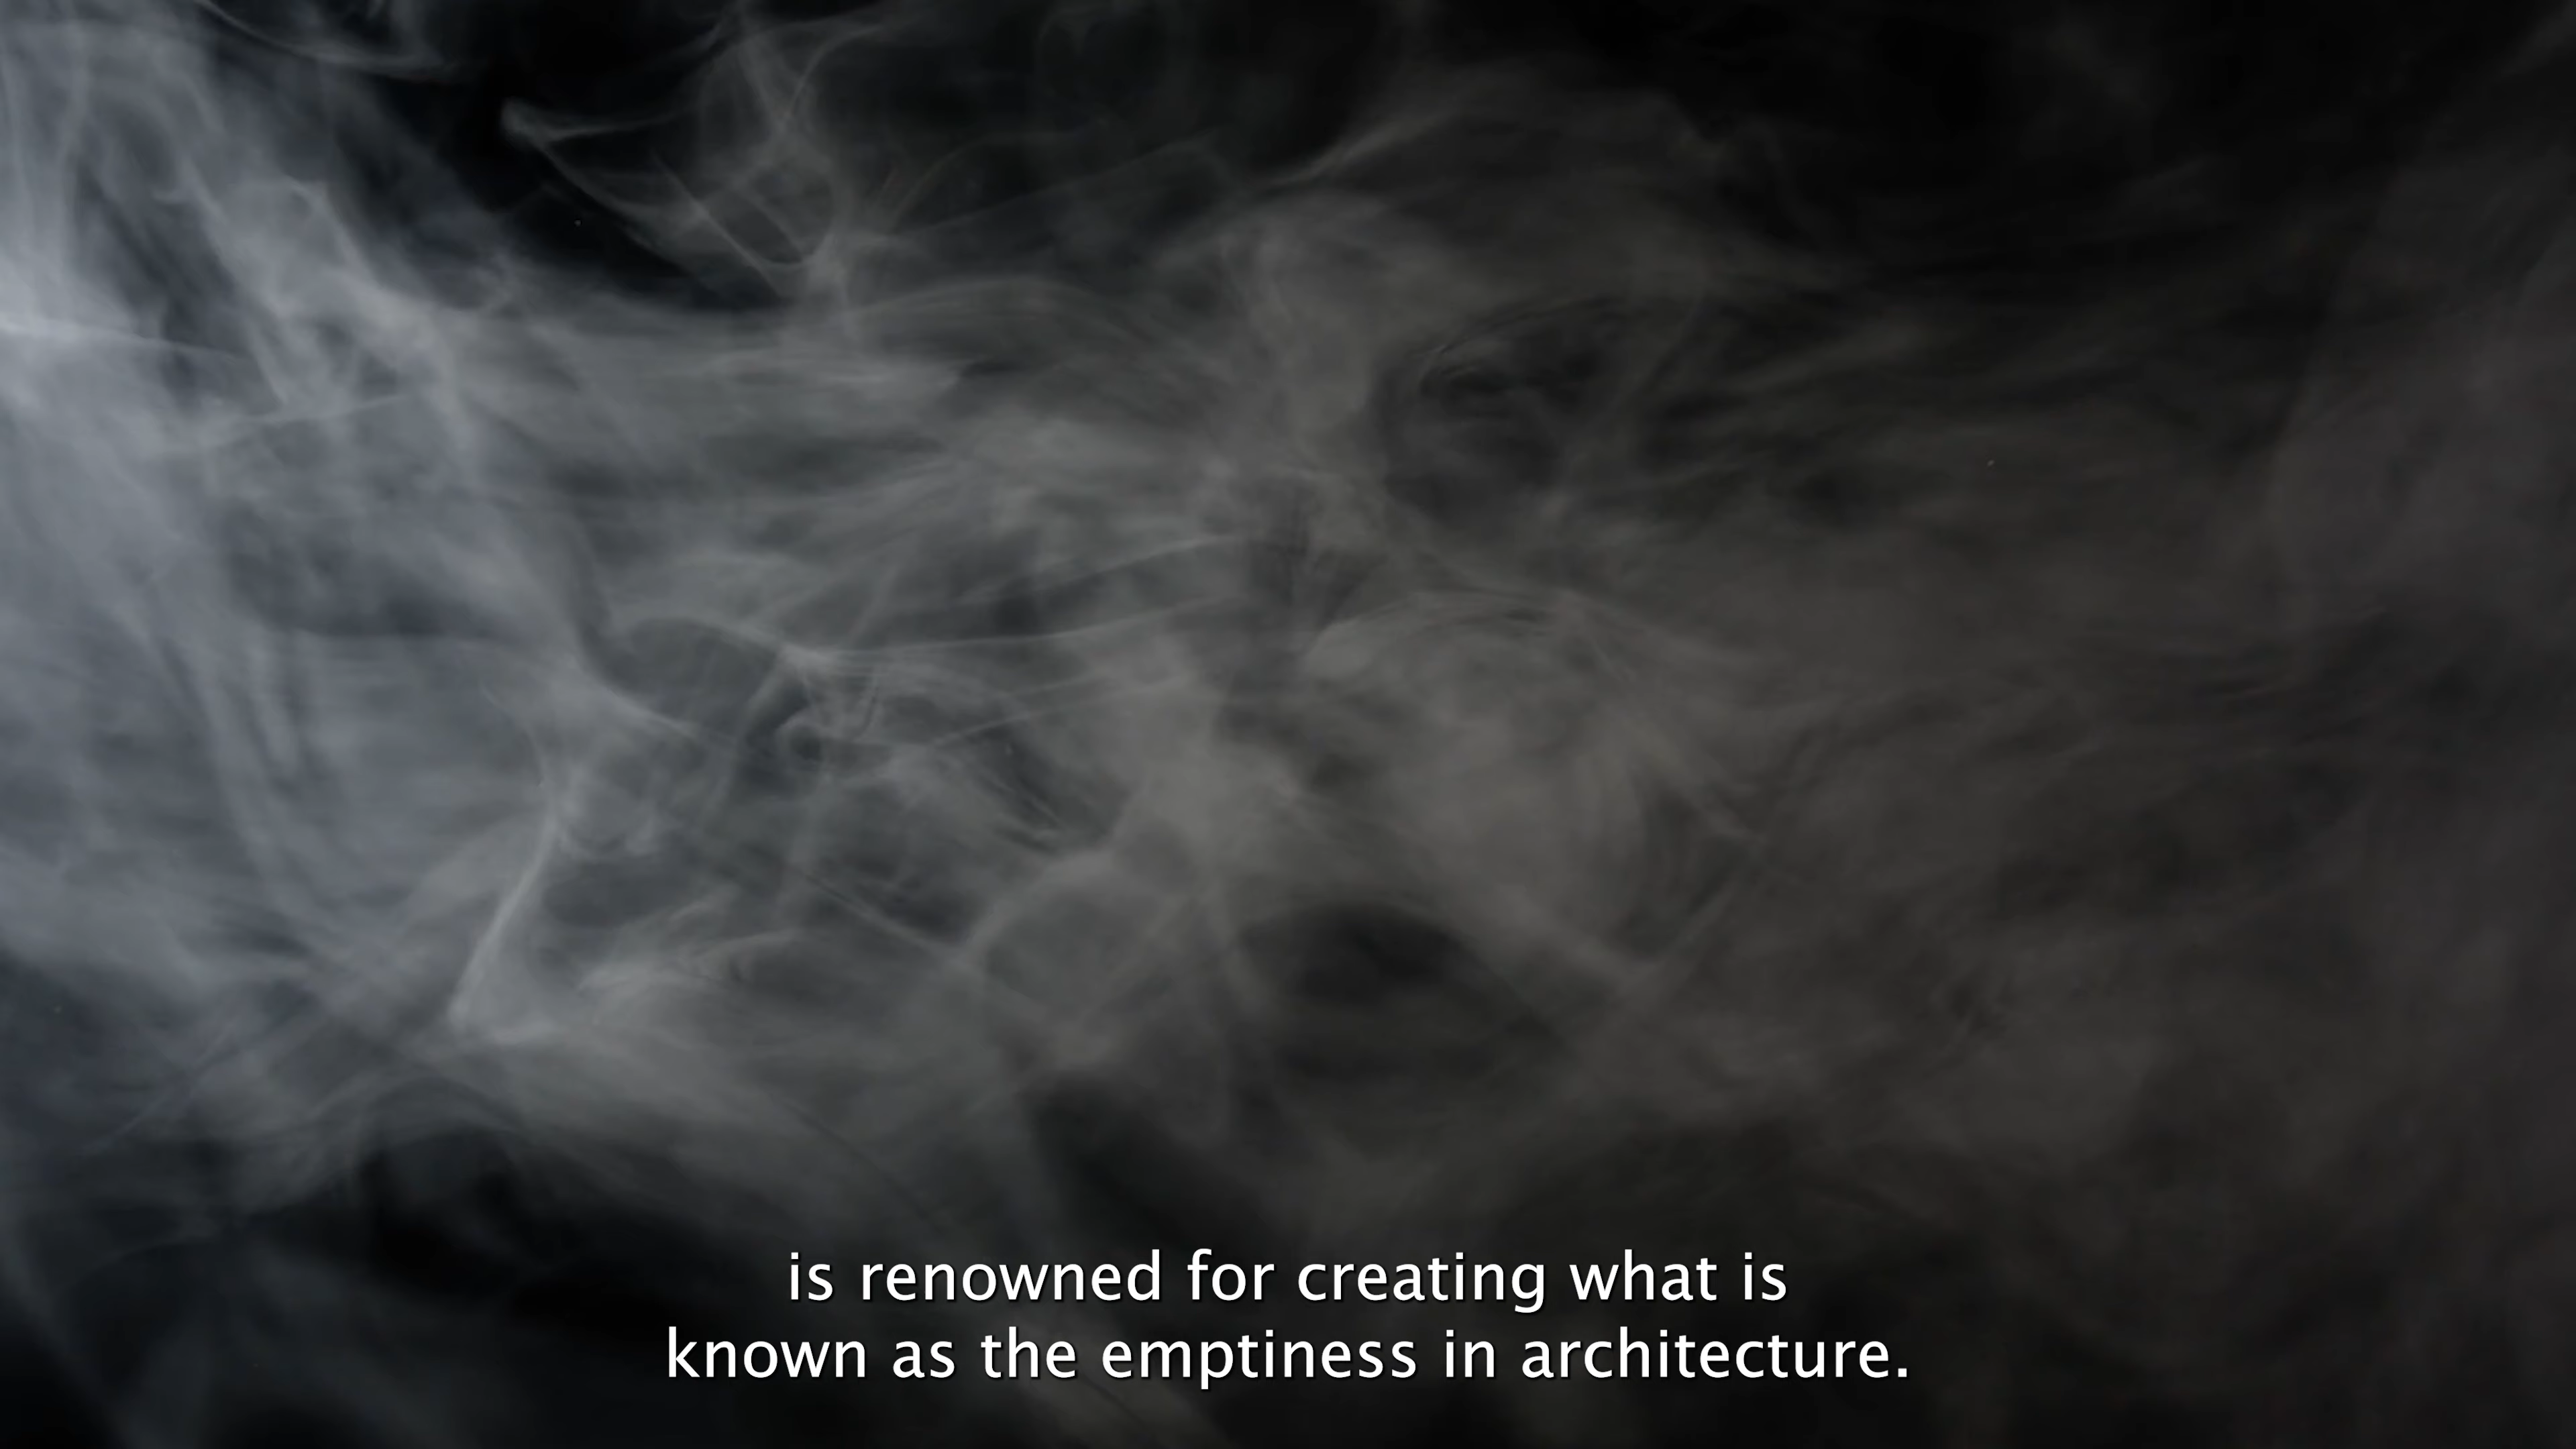 is renowned for creating what is
known as the emptiness in architecture.